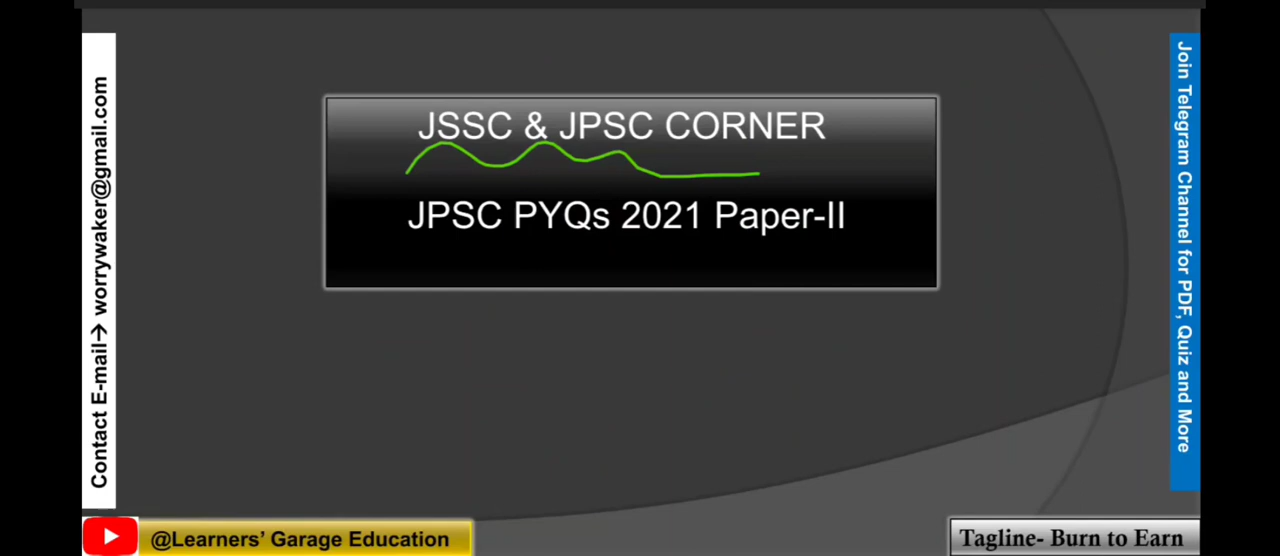 JSSC & JPSC CORNER
JPSC PYQs 2021 Paper-II
Contact E-mail→ worrywaker@gmail.com
Join Telegram Channel for PDF, Quiz and More
@Learners’ Garage Education
Tagline- Burn to Earn